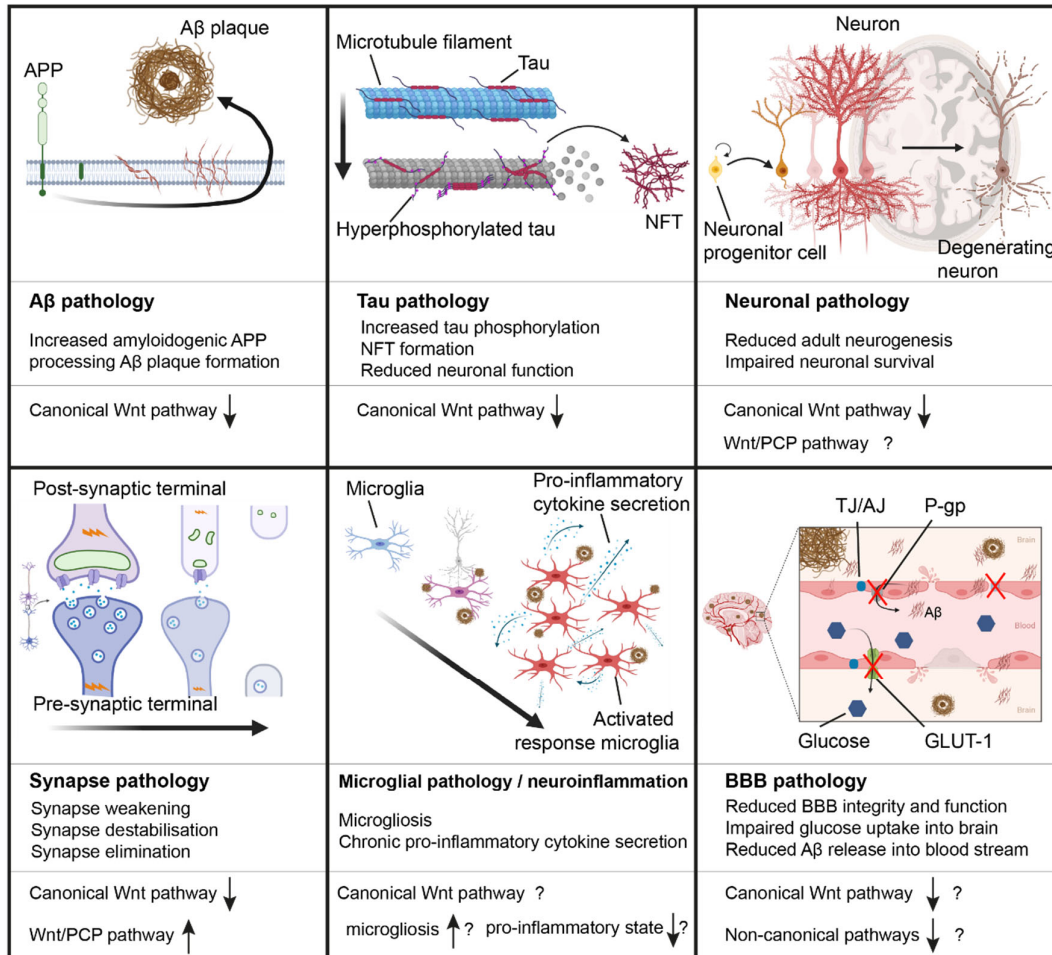 Aβ plaque
APP
Aβ pathology
Increased amyloidogenic APP
processing Aβ plaque formation
Canonical Wnt pathway ↓
Microtubule filament
Tau
Hyperphosphorylated tau
NFT
Tau pathology
Increased tau phosphorylation
NFT formation
Reduced neuronal function
Canonical Wnt pathway ↓
Neuron
Neuronal
progenitor cell
Degenerating
neuron
Neuronal pathology
Reduced adult neurogenesis
Impaired neuronal survival
Canonical Wnt pathway ↓
Wnt/PCP pathway ?
Post-synaptic terminal
Pre-synaptic terminal
Synapse pathology
Synapse weakening
Synapse destabilisation
Synapse elimination
Canonical Wnt pathway ↓
Wnt/PCP pathway ↑
Microglia
Pro-inflammatory
cytokine secretion
Activated
response microglia
Microglial pathology / neuroinflammation
Microgliosis
Chronic pro-inflammatory cytokine secretion
Canonical Wnt pathway ?
microgliosis ↑? pro-inflammatory state ↓?
TJ/AJ
P-gp
Brain
Aβ
Blood
Brain
Glucose
GLUT-1
BBB pathology
Reduced BBB integrity and function
Impaired glucose uptake into brain
Reduced Aβ release into blood stream
Canonical Wnt pathway ↓ ?
Non-canonical pathways ↓ ?